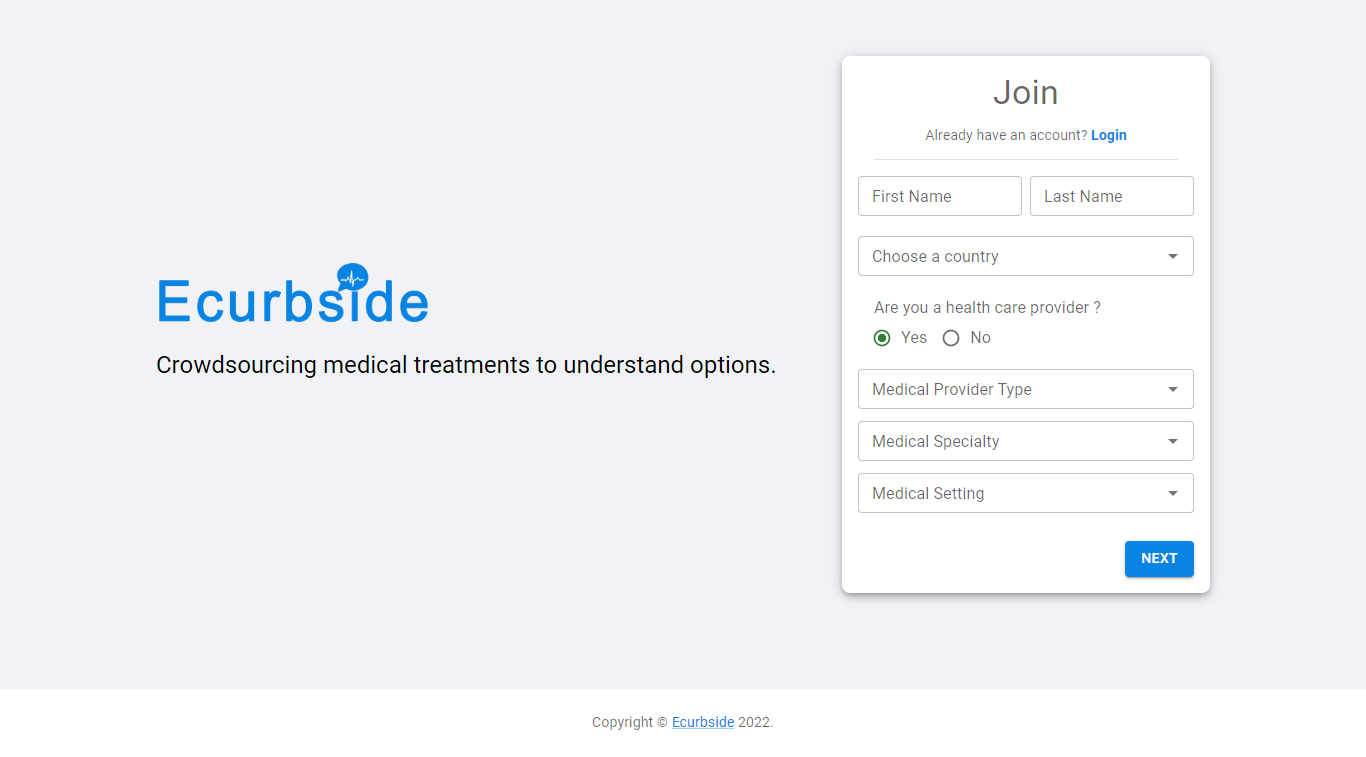 Join
Already have an account? Login
First Name Last Name
Choose a country
Are you a health care provider ?
Yes No
Medical Provider Type
Medical Specialty
Medical Setting
NEXT
Ecurbside
Crowdsourcing medical treatments to understand options.
Copyright © Ecurbside 2022.